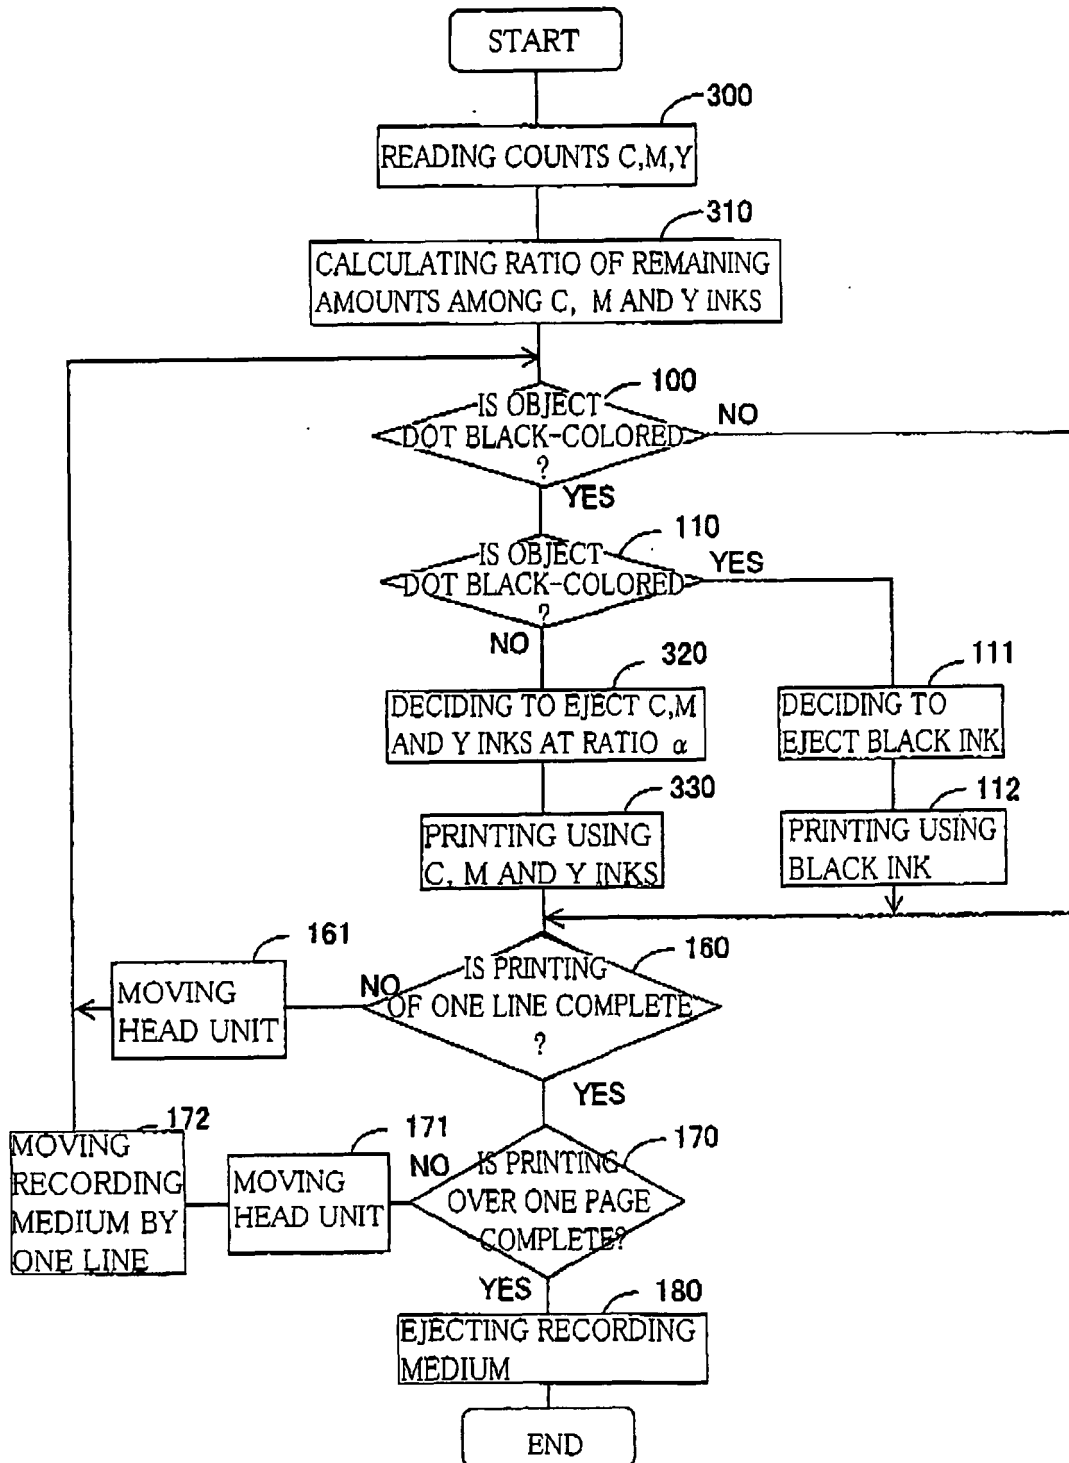 START
300
READING COUNTS C,M,Y
310
CALCULATING RATIO OF REMAINING
AMOUNTS AMONG C, M AND Y INKS
100
IS OBJECT
DOT BLACK-COLORED
?
NO
YES
110
IS OBJECT
DOT BLACK-COLORED
?
YES
NO
320
DECIDING TO EJECT C,M
AND Y INKS AT RATIO α
111
DECIDING TO
EJECT BLACK INK
330
PRINTING USING
C, M AND Y INKS
112
PRINTING USING
BLACK INK
160
IS PRINTING
OF ONE LINE COMPLETE
?
NO
161
MOVING
HEAD UNIT
YES
170
IS PRINTING
OVER ONE PAGE
COMPLETE?
NO
171
MOVING
HEAD UNIT
172
MOVING
RECORDING
MEDIUM BY
ONE LINE
YES
180
EJECTING RECORDING
MEDIUM
END